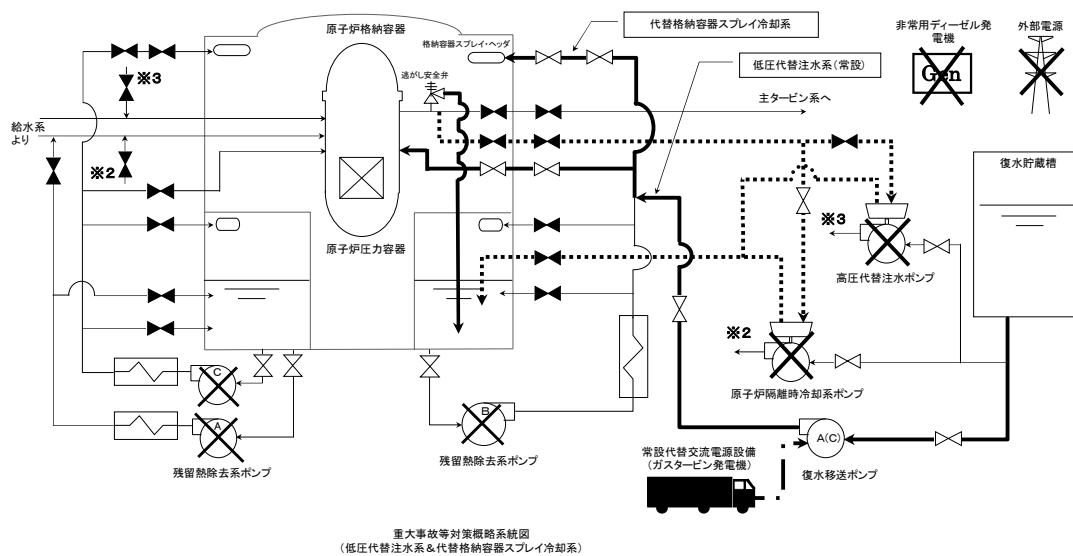 代替格納容器スプレイ冷却系
非常用ディーゼル発
電機
外部電源
原子炉格納容器
格納容器スプレイ・ヘッダ
Gen
※3
逃がし安全弁
低圧代替注水系(常設)
主タービン系へ
給水系
より
※2
復水貯蔵槽
※3
原子炉圧力容器
高圧代替注水ポンプ
※2
原子炉隔離時冷却系ポンプ
C
A
B
A(C)
残留熱除去系ポンプ
残留熱除去系ポンプ
常設代替交流電源設備
(ガスタービン発電機)
復水移送ポンプ
重大事故等対策概略系統図
(低圧代替注水系&代替格納容器スプレイ冷却系)